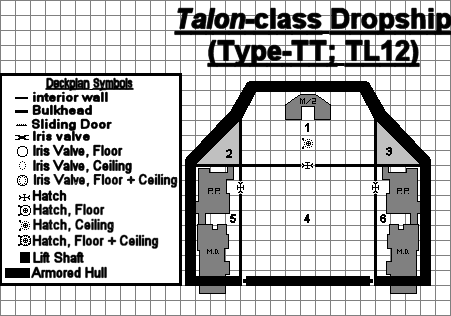 Talon-class Dropship
(Type-TT; TL12)
Deckplan Symbols
interior wall
Bulkhead
Sliding Door
Iris valve
Iris Valve, Floor
Iris Valve, Ceiling
Iris Valve, Floor + Ceiling
Hatch
Hatch, Floor
Hatch, Ceiling
Hatch, Floor + Ceiling
Lift Shaft
Armored Hull
M/2
1
2
3
P.P.
P.P.
5
4
6
M.D.
M.D.